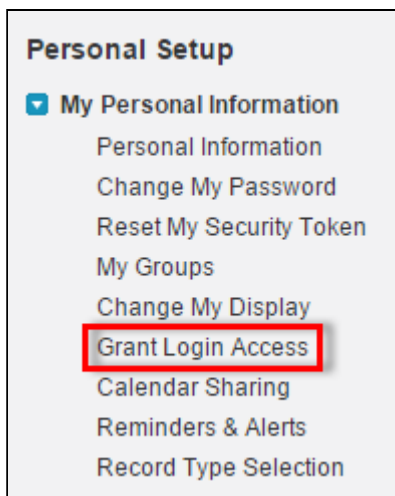 Personal Setup
My Personal Information
Personal Information
Change My Password
Reset My Security Token
My Groups
Change My Display
Grant Login Access
Calendar Sharing
Reminders & Alerts
Record Type Selection